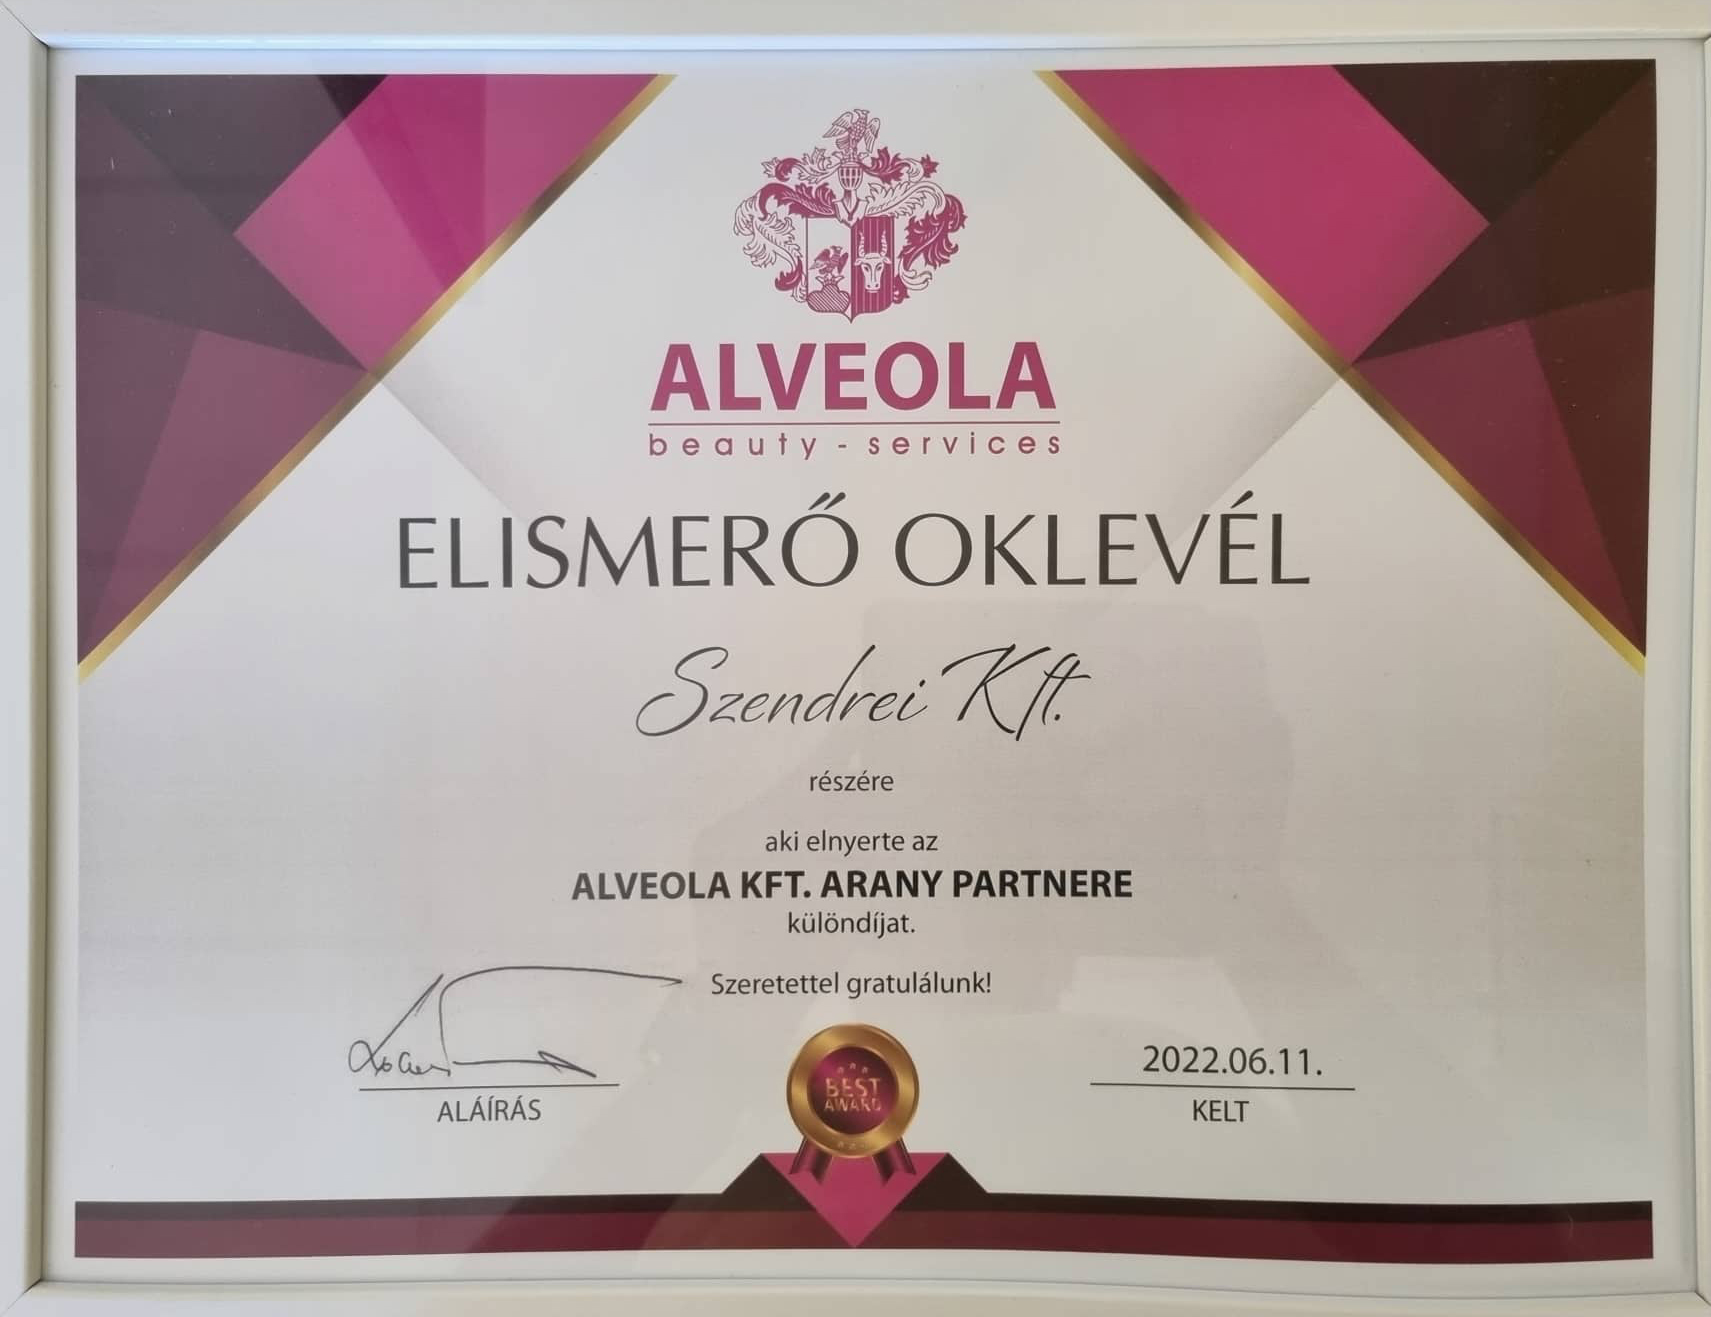 ALVEOLA
beauty - services
ELISMERŐ OKLEVÉL
Szendrei Kft.
részére
aki elnyerte az
ALVEOLA KFT. ARANY PARTNERE
különdíjat.
Szeretettel gratulálunk!
ALÁÍRÁS
BEST
AWARD
2022.06.11.
KELT